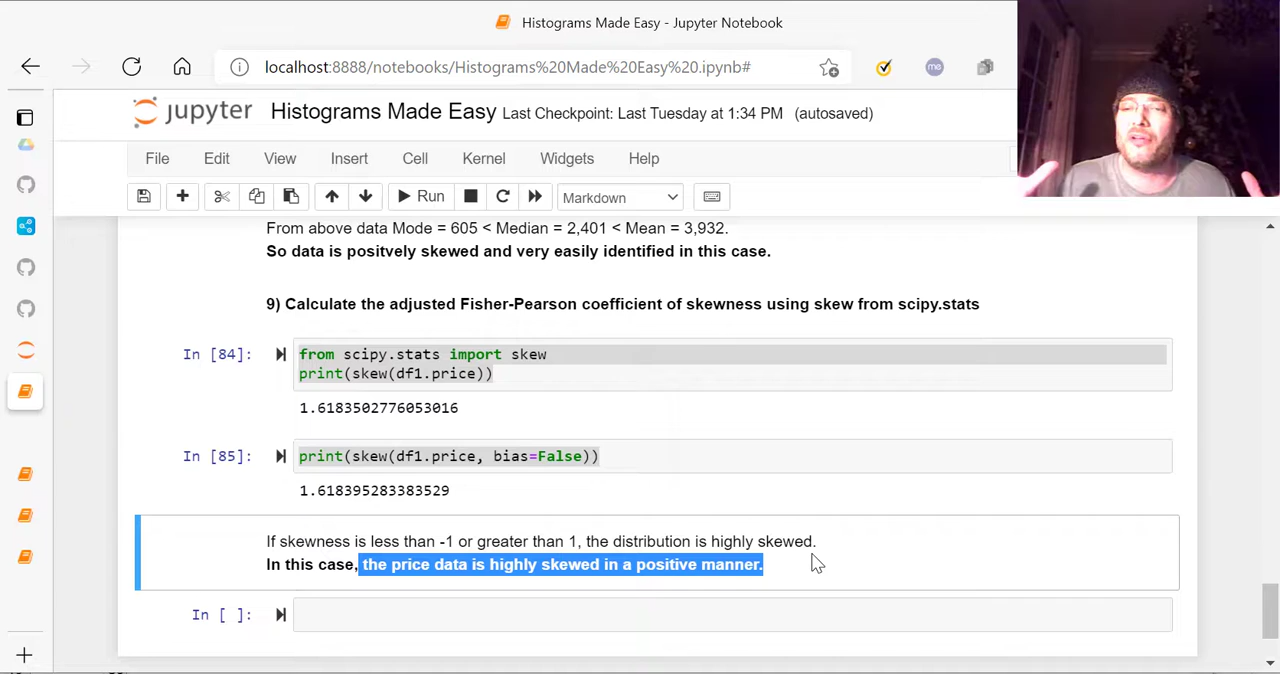 Histograms Made Easy - Jupyter Notebook
localhost:8888/notebooks/Histograms%20Made%20Easy%20.ipynb#
me
jupyter Histograms Made Easy Last Checkpoint: Last Tuesday at 1:34 PM (autosaved)
File Edit View Insert Cell Kernel Widgets Help
Run Markdown
From above data Mode = 605 < Median = 2,401 < Mean = 3,932.
So data is positvely skewed and very easily identified in this case.
9) Calculate the adjusted Fisher-Pearson coefficient of skewness using skew from scipy.stats
In [84]: from scipy.stats import skew
print(skew(df1.price))
1.6183502776053016
In [85]: print(skew(df1.price, bias=False))
1.618395283383529
If skewness is less than -1 or greater than 1, the distribution is highly skewed.
In this case, the price data is highly skewed in a positive manner.
In [ ]: